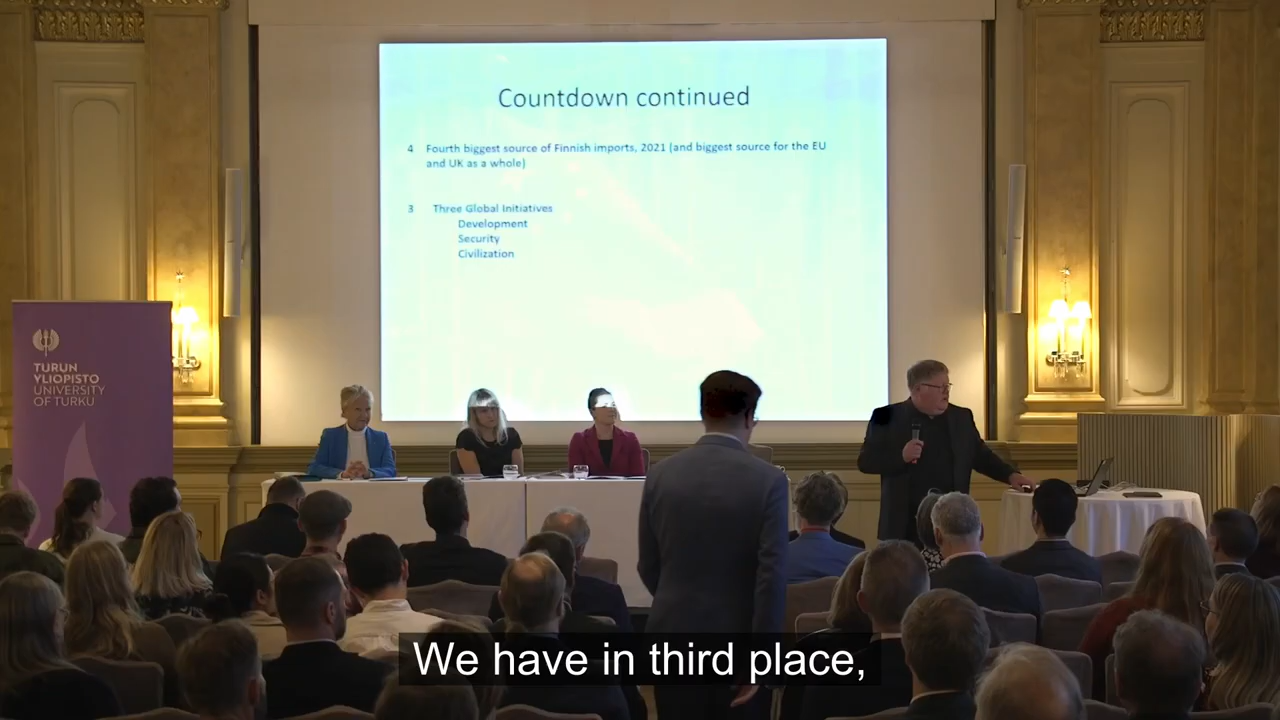 Countdown continued
4 Fourth biggest source of Finnish imports, 2021 (and biggest source for the EU
and UK as a whole)
3 Three Global Initiatives
Development
Security
Civilization
TURUN
YLIOPISTO
UNIVERSITY
OF TURKU
We have in third place,